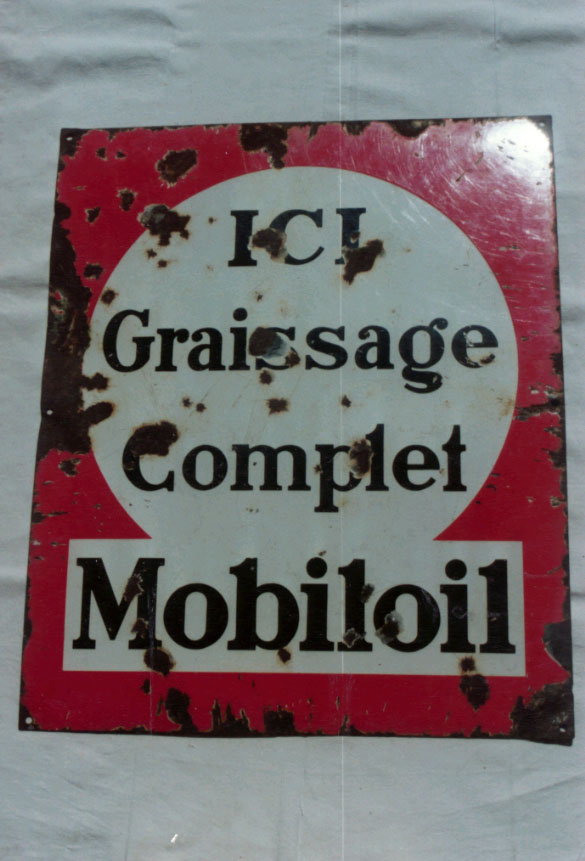 ICI
Graissage
Complet
Mobiloil